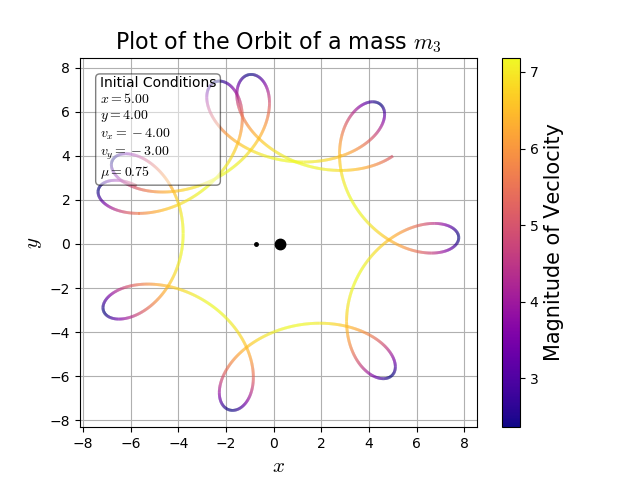 Plot of the Orbit of a mass m₃
Initial Conditions
x = 5.00
y = 4.00
vₓ = −4.00
v_y = −3.00
μ = 0.75
8
6
4
2
0
−2
−4
−6
−8
y
−8 −6 −4 −2 0 2 4 6 8
x
7
6
5
4
3
Magnitude of Veclocity